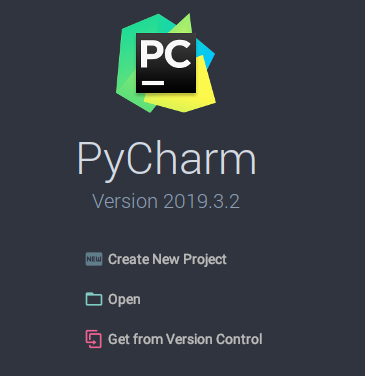 PC
PyCharm
Version 2019.3.2
NEW Create New Project
Open
Get from Version Control